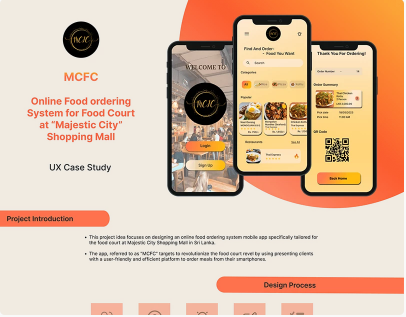 MCFC
MCFC
Online Food ordering
System for Food Court
at "Majestic City"
Shopping Mall
UX Case Study
WELCOME TO
MCFC
Login
Sign Up
Find And Order
Food You Want
Search
Categories
Popular
Restaurants
See All
Thank You For Ordering!
Order Number
Order Summary
QR Code
Back Home
Project Introduction
This project idea focuses on designing an online food ordering system mobile app specifically tailored for
the food court at Majestic City Shopping Mall in Sri Lanka.
The app, referred to as "MCFC" targets to revolutionize the food court revel by using presenting clients
with a user-friendly and efficient platform to order meals from their smartphones.
Design Process